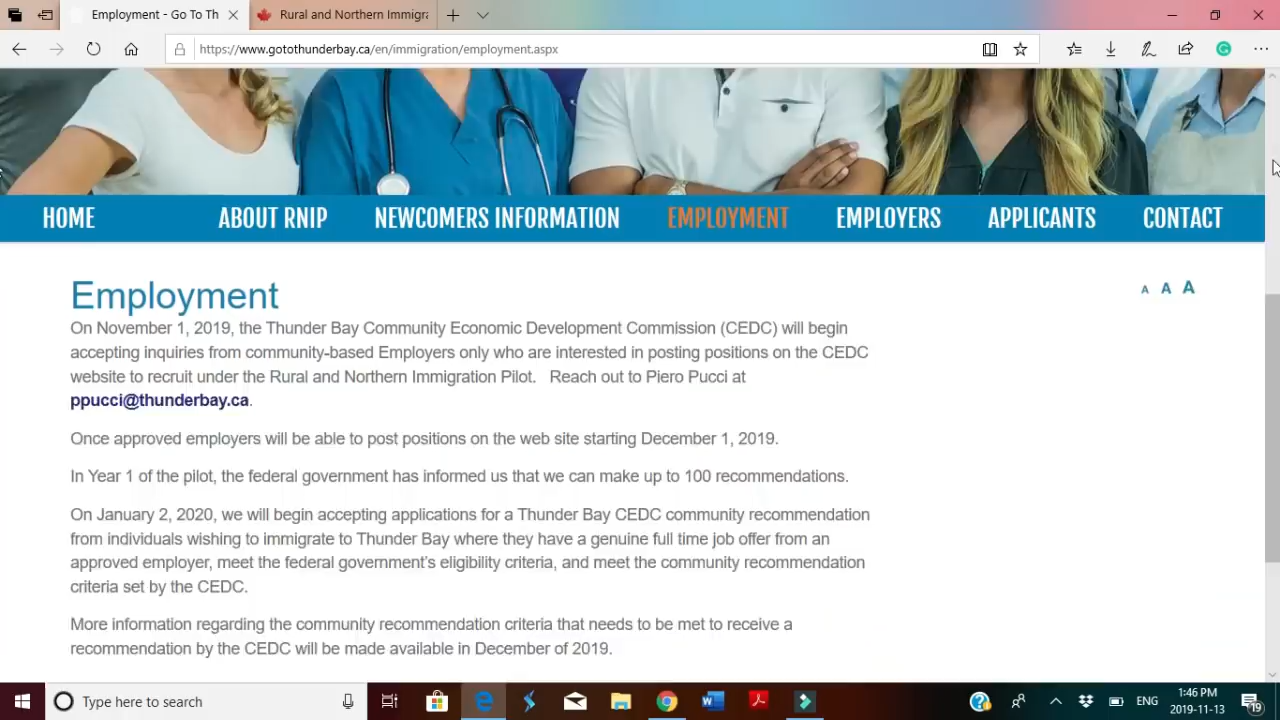 Employment - Go To Th
Rural and Northern Immigra
https://www.gotothunderbay.ca/en/immigration/employment.aspx
HOME ABOUT RNIP NEWCOMERS INFORMATION EMPLOYMENT EMPLOYERS APPLICANTS CONTACT
Employment
A A A
On November 1, 2019, the Thunder Bay Community Economic Development Commission (CEDC) will begin
accepting inquiries from community-based Employers only who are interested in posting positions on the CEDC
website to recruit under the Rural and Northern Immigration Pilot. Reach out to Piero Pucci at
ppucci@thunderbay.ca.
Once approved employers will be able to post positions on the web site starting December 1, 2019.
In Year 1 of the pilot, the federal government has informed us that we can make up to 100 recommendations.
On January 2, 2020, we will begin accepting applications for a Thunder Bay CEDC community recommendation
from individuals wishing to immigrate to Thunder Bay where they have a genuine full time job offer from an
approved employer, meet the federal government's eligibility criteria, and meet the community recommendation
criteria set by the CEDC.
More information regarding the community recommendation criteria that needs to be met to receive a
recommendation by the CEDC will be made available in December of 2019.
Type here to search
ENG
1:46 PM
2019-11-13
19